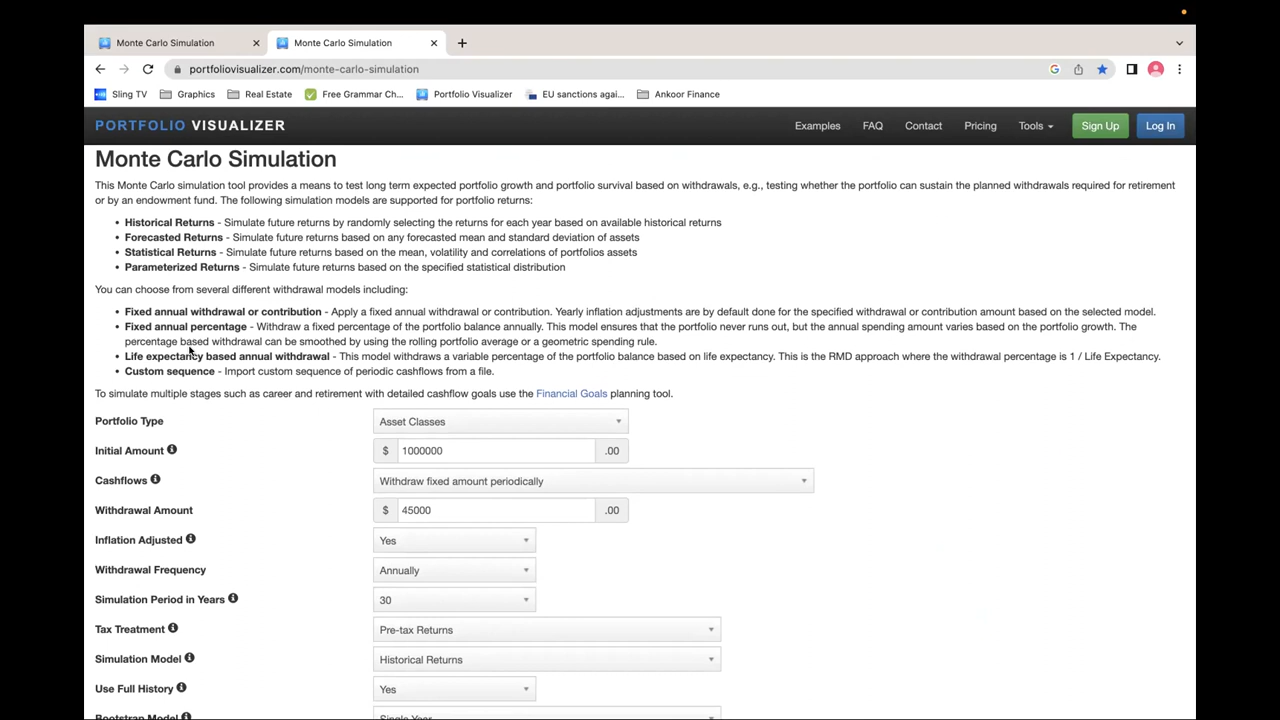 Monte Carlo Simulation
Monte Carlo Simulation
portfoliovisualizer.com/monte-carlo-simulation
Sling TV Graphics Real Estate Free Grammar Ch... Portfolio Visualizer EU sanctions agai... Ankoor Finance
PORTFOLIO VISUALIZER Examples FAQ Contact Pricing Tools Sign Up Log In
Monte Carlo Simulation
This Monte Carlo simulation tool provides a means to test long term expected portfolio growth and portfolio survival based on withdrawals, e.g., testing whether the portfolio can sustain the planned withdrawals required for retirement
or by an endowment fund. The following simulation models are supported for portfolio returns:
• Historical Returns - Simulate future returns by randomly selecting the returns for each year based on available historical returns
• Forecasted Returns - Simulate future returns based on any forecasted mean and standard deviation of assets
• Statistical Returns - Simulate future returns based on the mean, volatility and correlations of portfolios assets
• Parameterized Returns - Simulate future returns based on the specified statistical distribution
You can choose from several different withdrawal models including:
• Fixed annual withdrawal or contribution - Apply a fixed annual withdrawal or contribution. Yearly inflation adjustments are by default done for the specified withdrawal or contribution amount based on the selected model.
• Fixed annual percentage - Withdraw a fixed percentage of the portfolio balance annually. This model ensures that the portfolio never runs out, but the annual spending amount varies based on the portfolio growth. The
percentage based withdrawal can be smoothed by using the rolling portfolio average or a geometric spending rule.
• Life expectancy based annual withdrawal - This model withdraws a variable percentage of the portfolio balance based on life expectancy. This is the RMD approach where the withdrawal percentage is 1 / Life Expectancy.
• Custom sequence - Import custom sequence of periodic cashflows from a file.
To simulate multiple stages such as career and retirement with detailed cashflow goals use the Financial Goals planning tool.
Portfolio Type Asset Classes
Initial Amount $ 1000000 .00
Cashflows Withdraw fixed amount periodically
Withdrawal Amount $ 45000 .00
Inflation Adjusted Yes
Withdrawal Frequency Annually
Simulation Period in Years 30
Tax Treatment Pre-tax Returns
Simulation Model Historical Returns
Use Full History Yes
Bootstrap Model Single Year